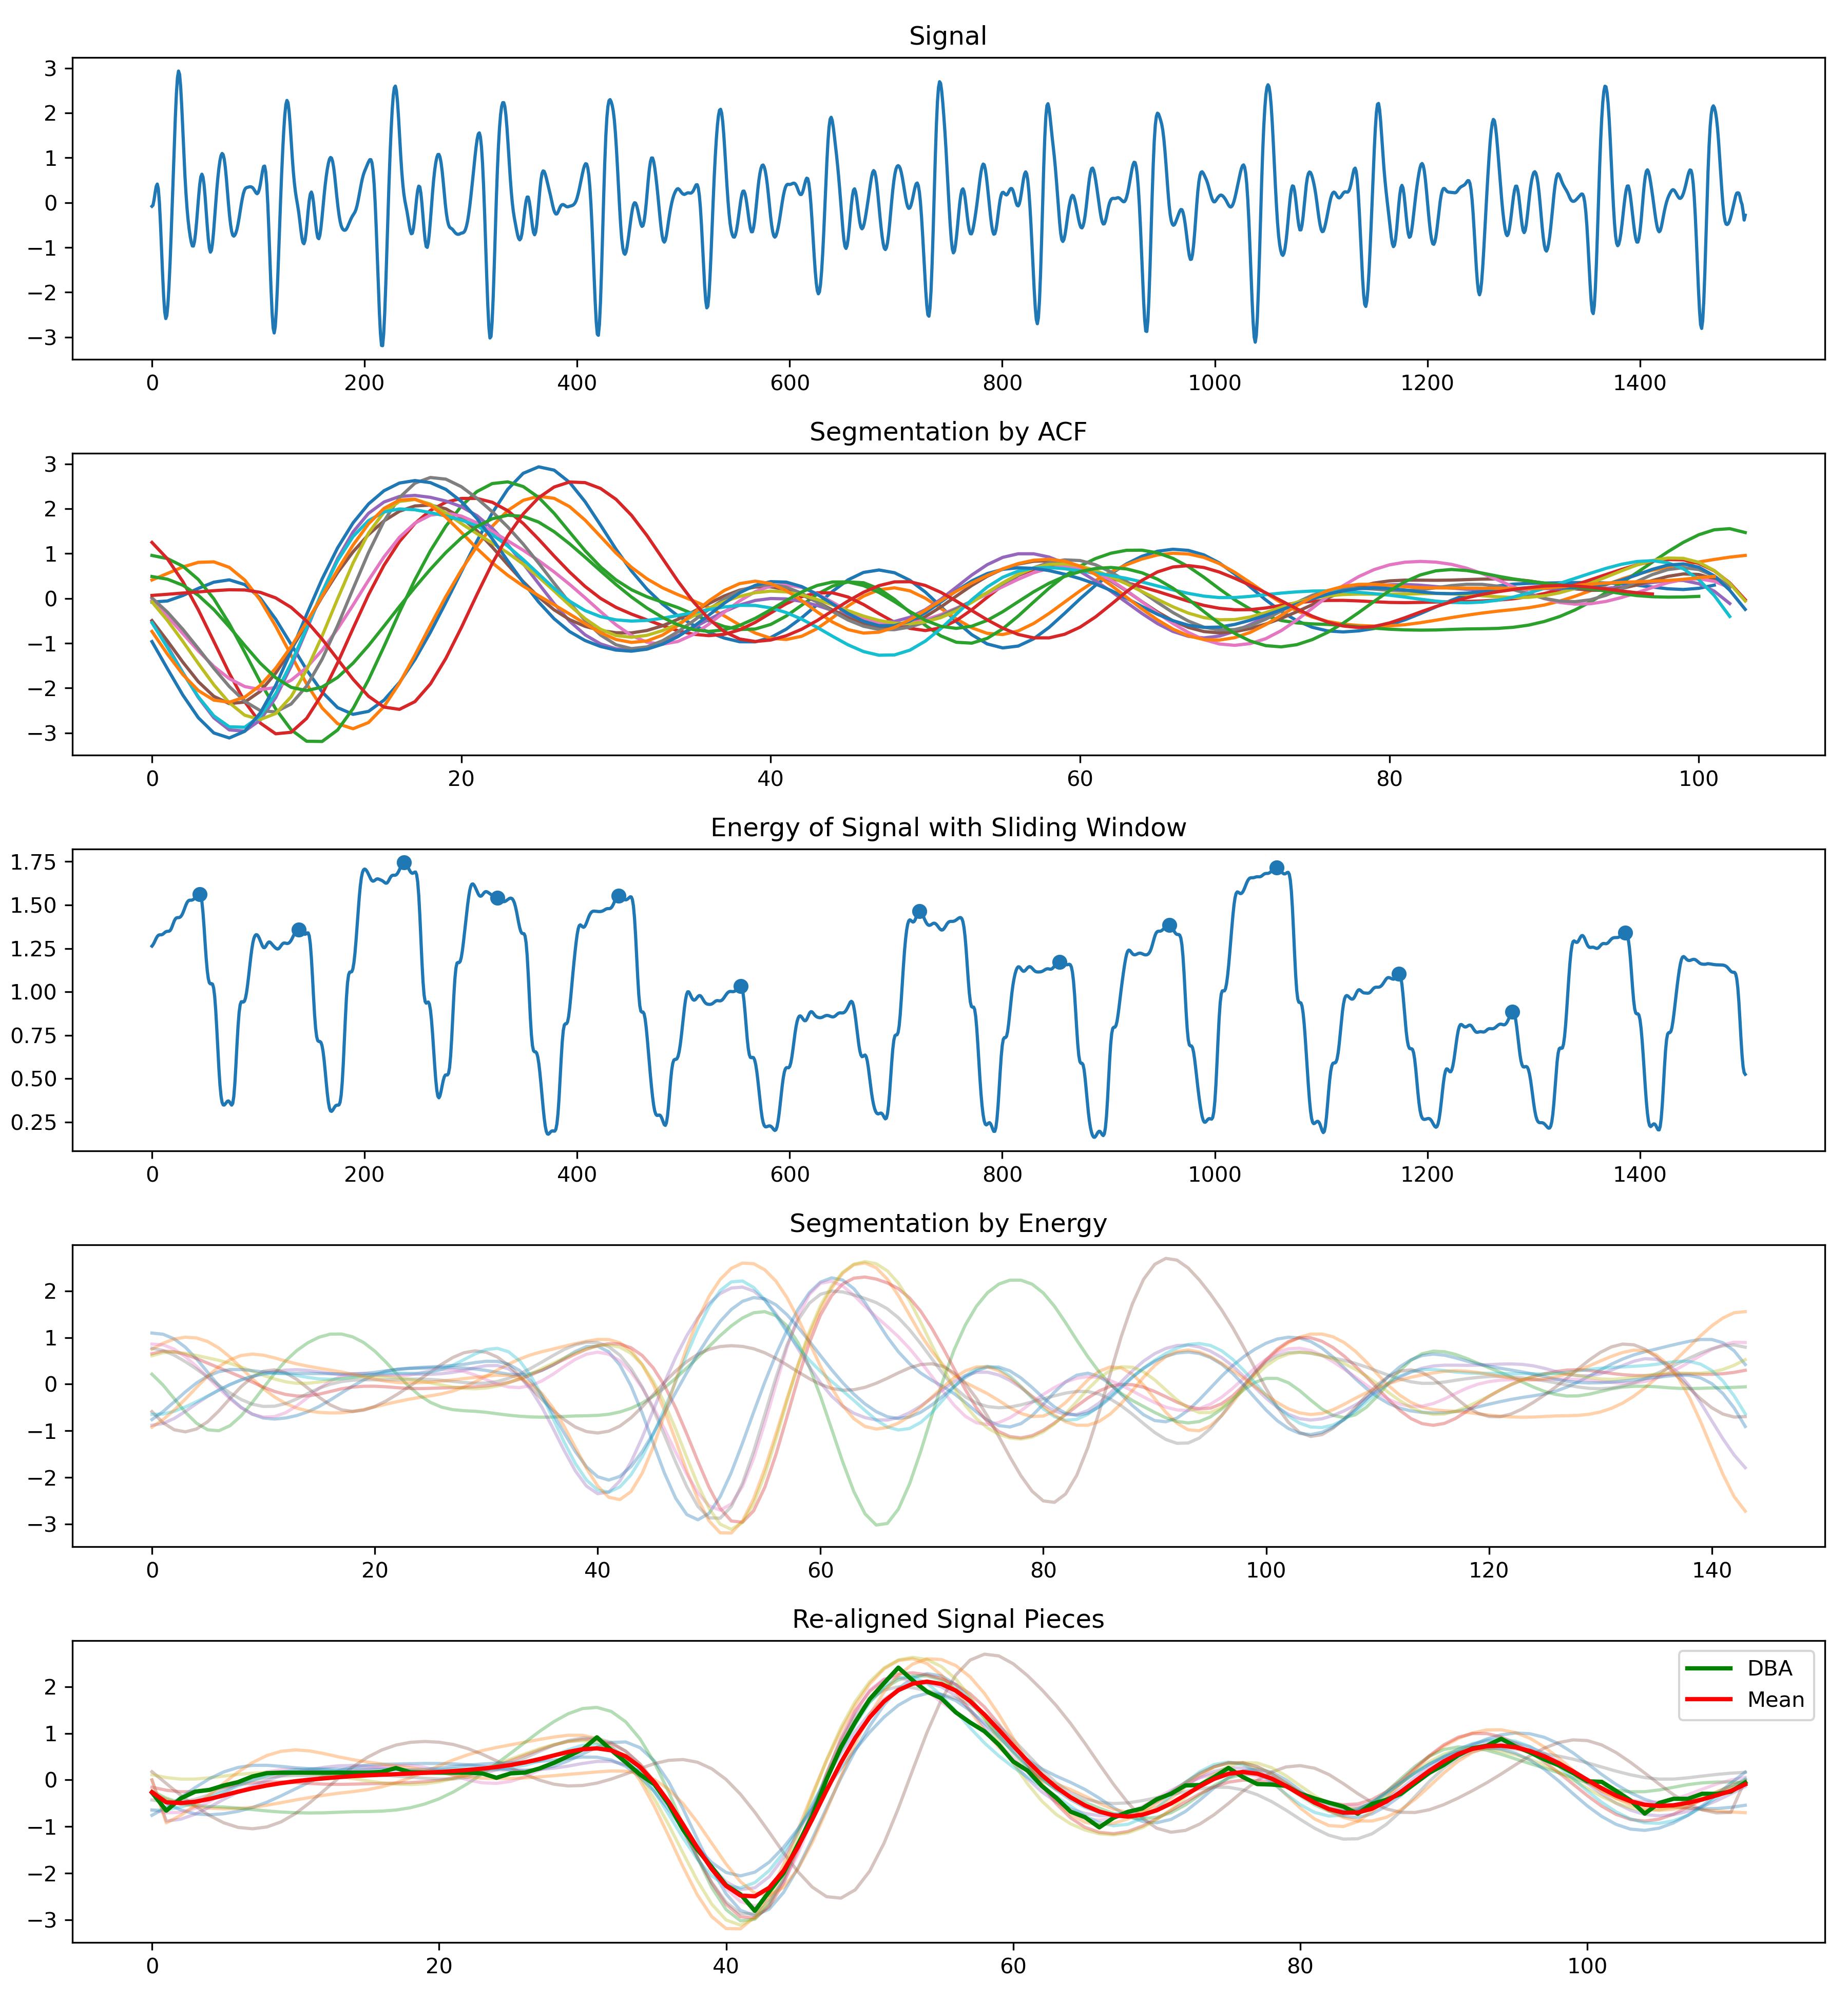 Signal
3
2
1
0
−1
−2
−3
0 200 400 600 800 1000 1200 1400
Segmentation by ACF
3
2
1
0
−1
−2
−3
0 20 40 60 80 100
Energy of Signal with Sliding Window
1.75
1.50
1.25
1.00
0.75
0.50
0.25
0 200 400 600 800 1000 1200 1400
Segmentation by Energy
2
1
0
−1
−2
−3
0 20 40 60 80 100 120 140
Re-aligned Signal Pieces
DBA
Mean
2
1
0
−1
−2
−3
0 20 40 60 80 100